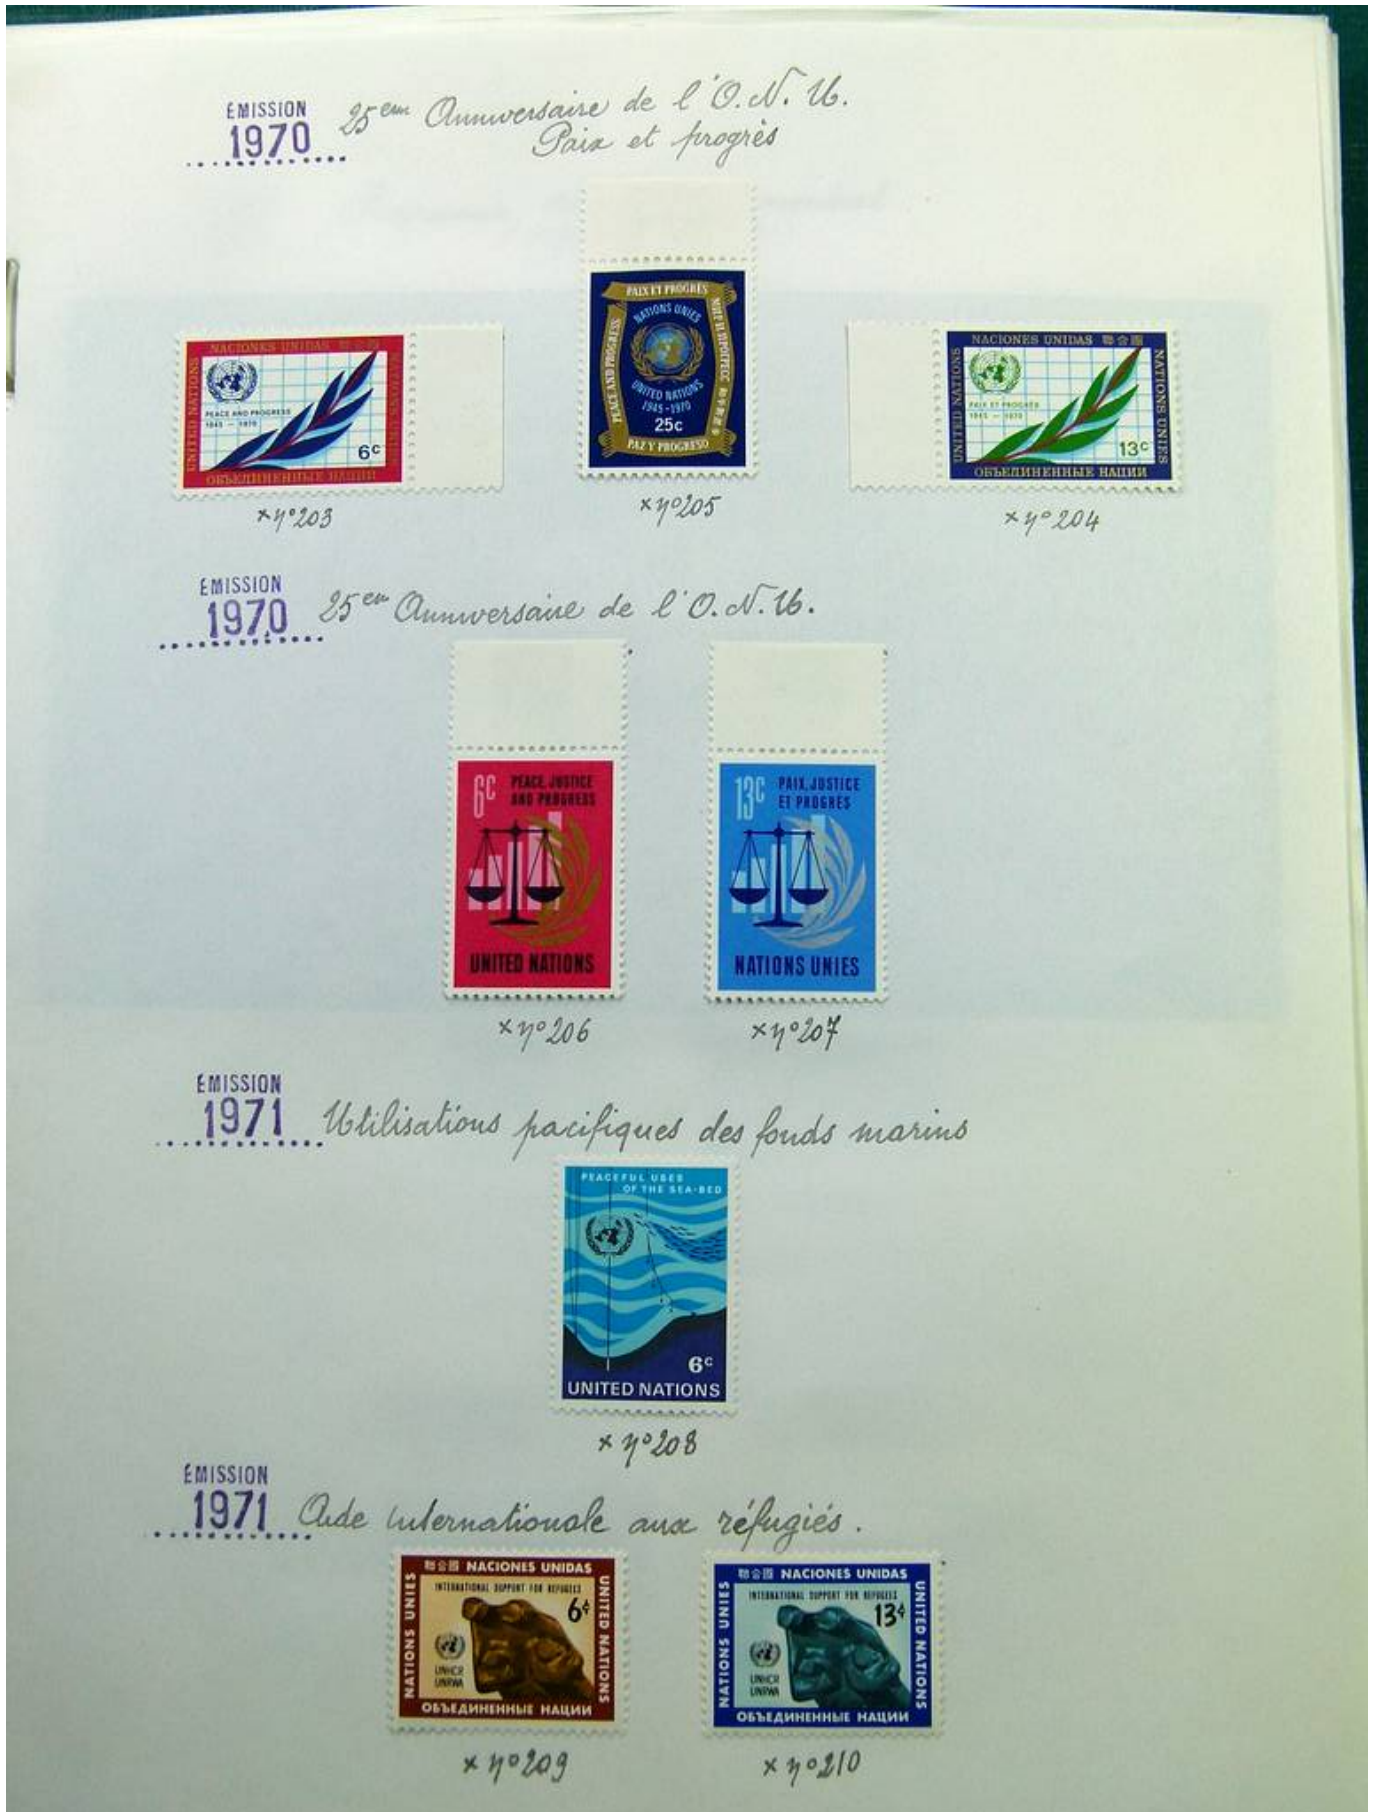 ÉMISSION
1970
25em Anniversaire de l'O.N.U.
Paix et progrès
NACIONES UNIDAS 聯合國
UNITED NATIONS
PEACE AND PROGRESS
1945 — 1970
6c
ОБЪЕДИНЕННЫЕ НАЦИИ
x n°203
PAIX ET PROGRÈS
PEACE AND PROGRESS
NATIONS UNIES
МИР И ПРОГРЕСС
UNITED NATIONS
1945-1970
25c
PAZ Y PROGRESO
x n°205
NACIONES UNIDAS 聯合國
UNITED NATIONS
NATIONS UNIES
PAIX ET PROGRÈS
1945 — 1970
13c
ОБЪЕДИНЕННЫЕ НАЦИИ
x n°204
ÉMISSION
1970
25em Anniversaire de l'O.N.U.
6c PEACE, JUSTICE
AND PROGRESS
UNITED NATIONS
x n°206
13c PAIX, JUSTICE
ET PROGRÈS
NATIONS UNIES
x n°207
ÉMISSION
1971
Utilisations pacifiques des fonds marins
PEACEFUL USES
OF THE SEA-BED
6c
UNITED NATIONS
x n°208
ÉMISSION
1971
Aide internationale aux réfugiés.
聯合國 NACIONES UNIDAS
NATIONS UNIES
UNITED NATIONS
INTERNATIONAL SUPPORT FOR REFUGEES
6¢
UNHCR
UNRWA
ОБЪЕДИНЕННЫЕ НАЦИИ
x n°209
聯合國 NACIONES UNIDAS
NATIONS UNIES
UNITED NATIONS
INTERNATIONAL SUPPORT FOR REFUGEES
13¢
UNHCR
UNRWA
ОБЪЕДИНЕННЫЕ НАЦИИ
x n°210